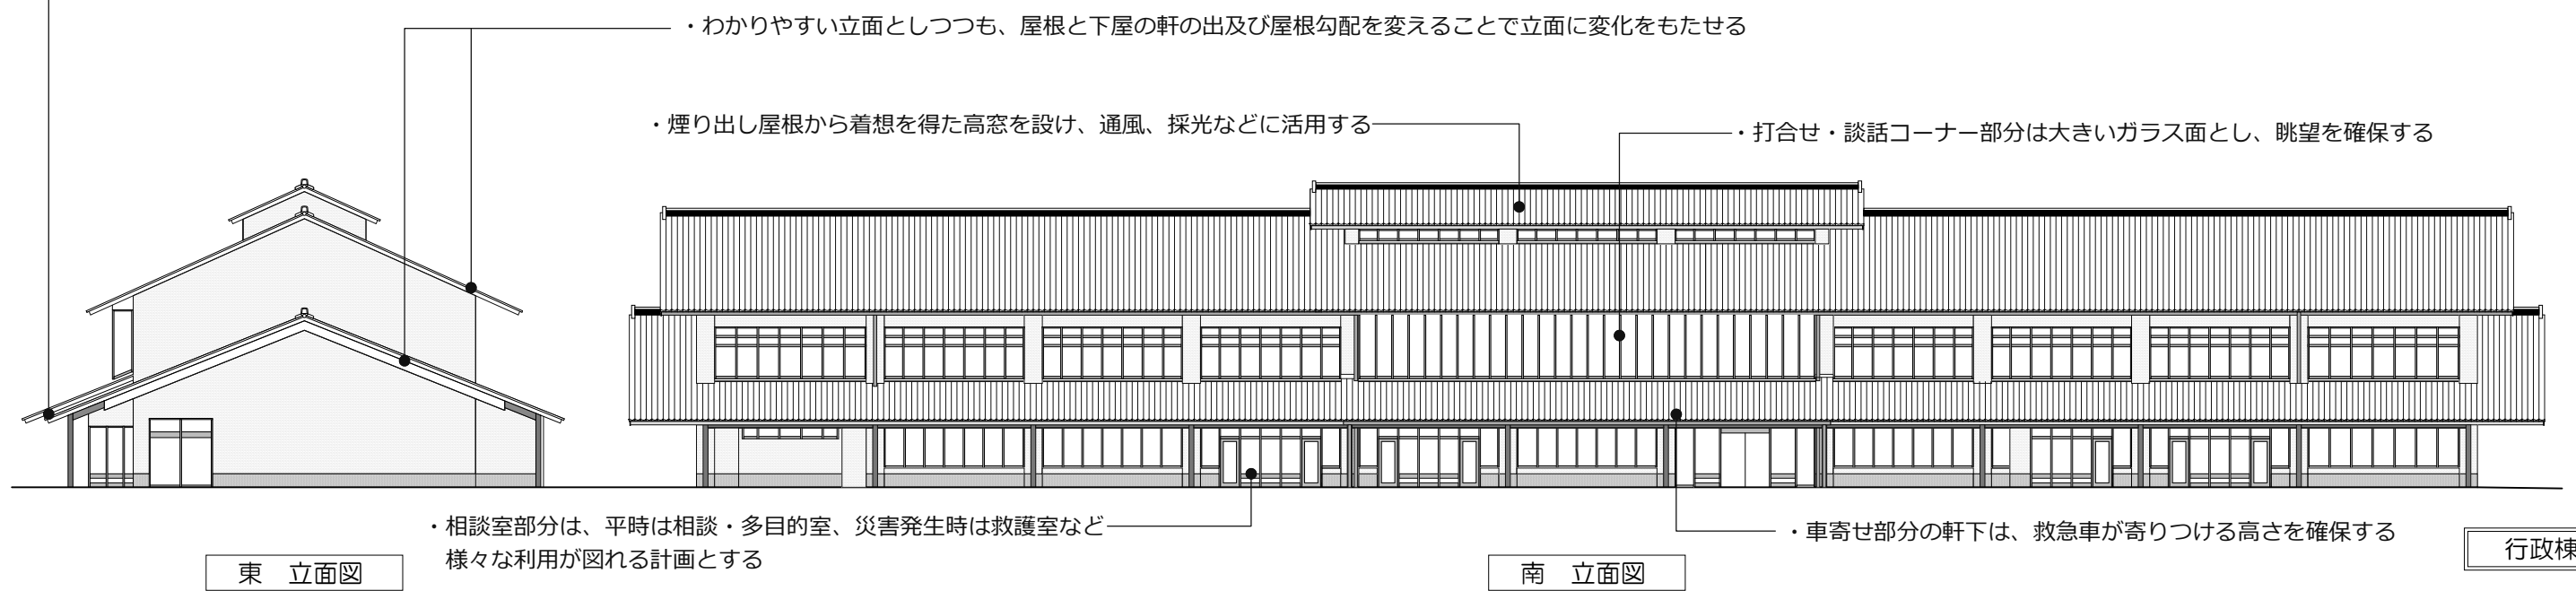 ・わかりやすい立面としつつも、屋根と下屋の軒の出及び屋根勾配を変えることで立面に変化をもたせる
・煙り出し屋根から着想を得た高窓を設け、通風、採光などに活用する
・打合せ・談話コーナー部分は大きいガラス面とし、眺望を確保する
・相談室部分は、平時は相談・多目的室、災害発生時は救護室など
様々な利用が図れる計画とする
・車寄せ部分の軒下は、救急車が寄りつける高さを確保する
東　立面図
南　立面図
行政棟